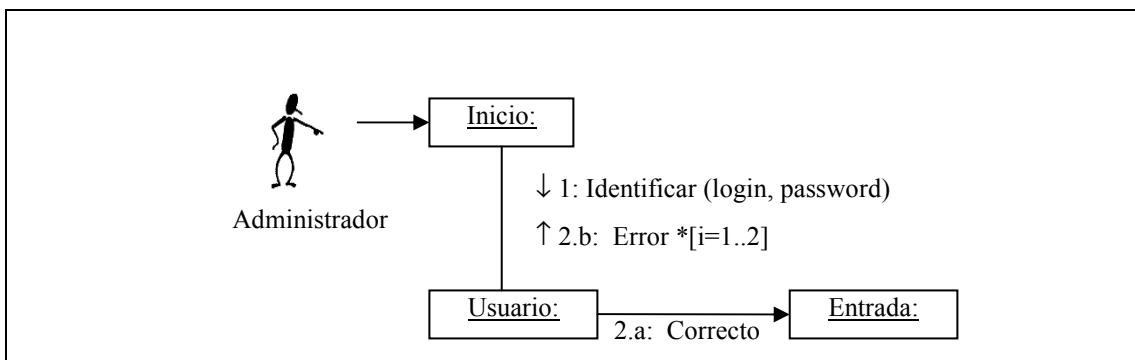 Inicio:
↓ 1: Identificar (login, password)
Administrador
↑ 2.b: Error *[i=1..2]
Usuario:
2.a: Correcto
Entrada: